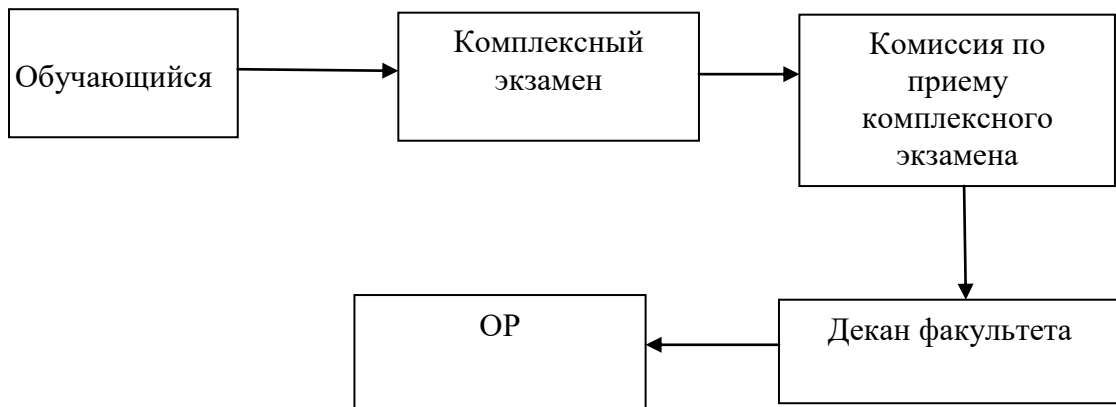 Обучающийся
Комплексный
экзамен
Комиссия по
приему
комплексного
экзамена
Декан факультета
ОР